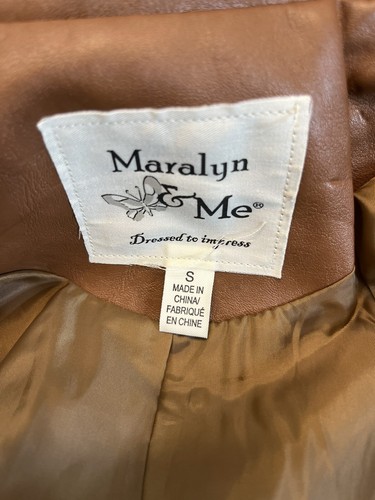 Maralyn
& Me®
Dressed to impress
S
MADE IN
CHINA/
FABRIQUÉ
EN CHINE